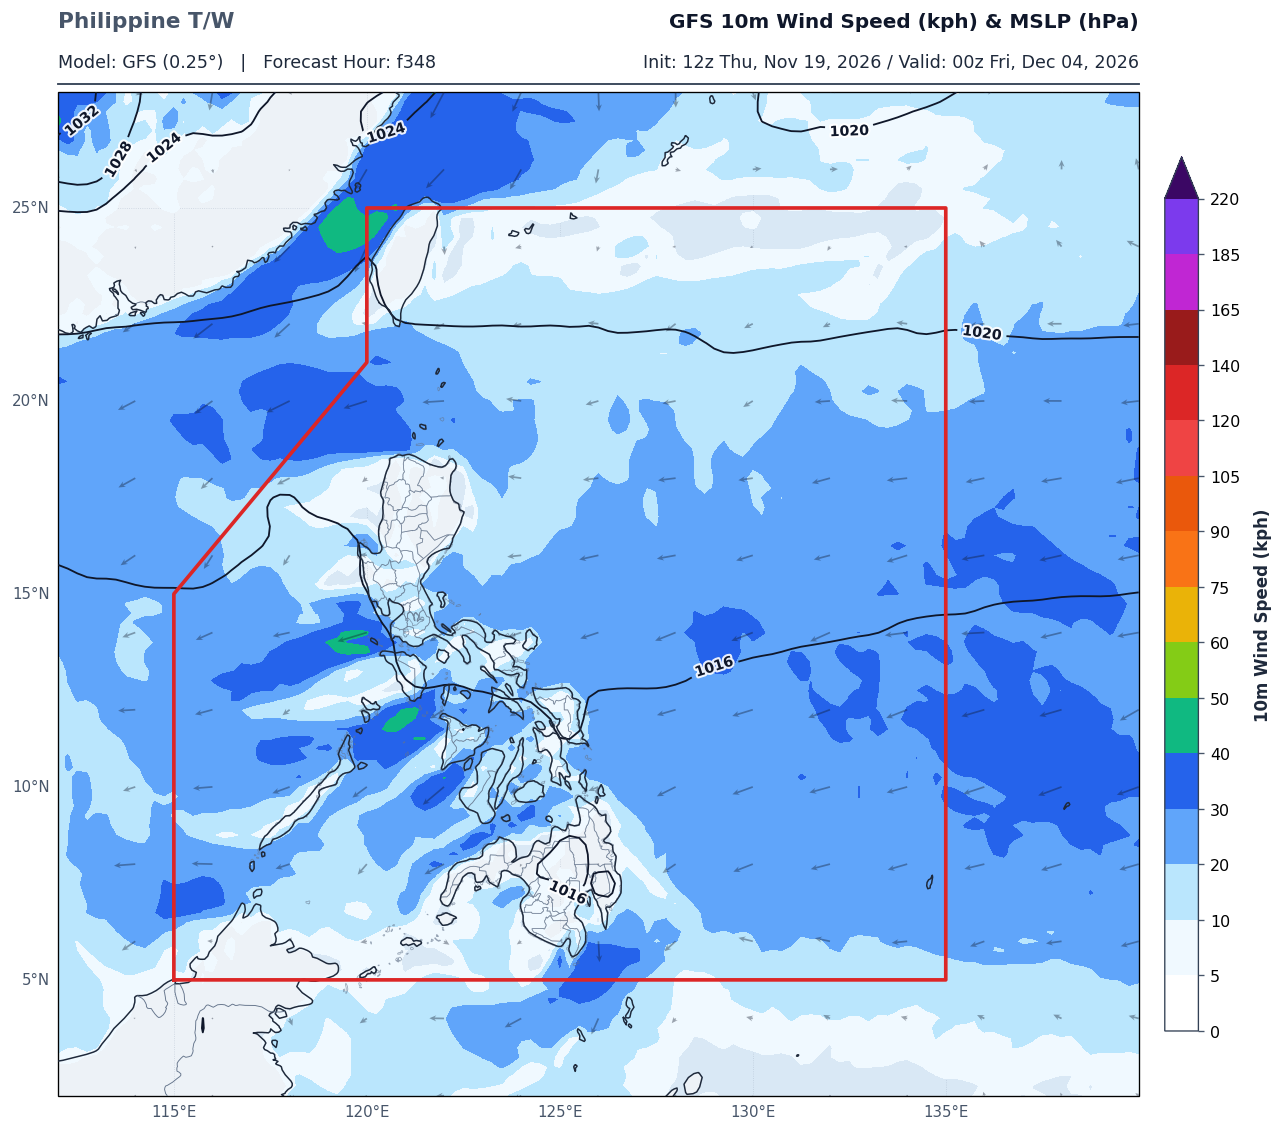 Philippine T/W
GFS 10m Wind Speed (kph) & MSLP (hPa)
Model: GFS (0.25°)   |   Forecast Hour: f348
Init: 12z Thu, Nov 19, 2026 / Valid: 00z Fri, Dec 04, 2026
1032
1028
1024
1024
1020
1020
1016
1016
25°N
20°N
15°N
10°N
5°N
115°E
120°E
125°E
130°E
135°E
220
185
165
140
120
105
90
75
60
50
40
30
20
10
5
0
10m Wind Speed (kph)